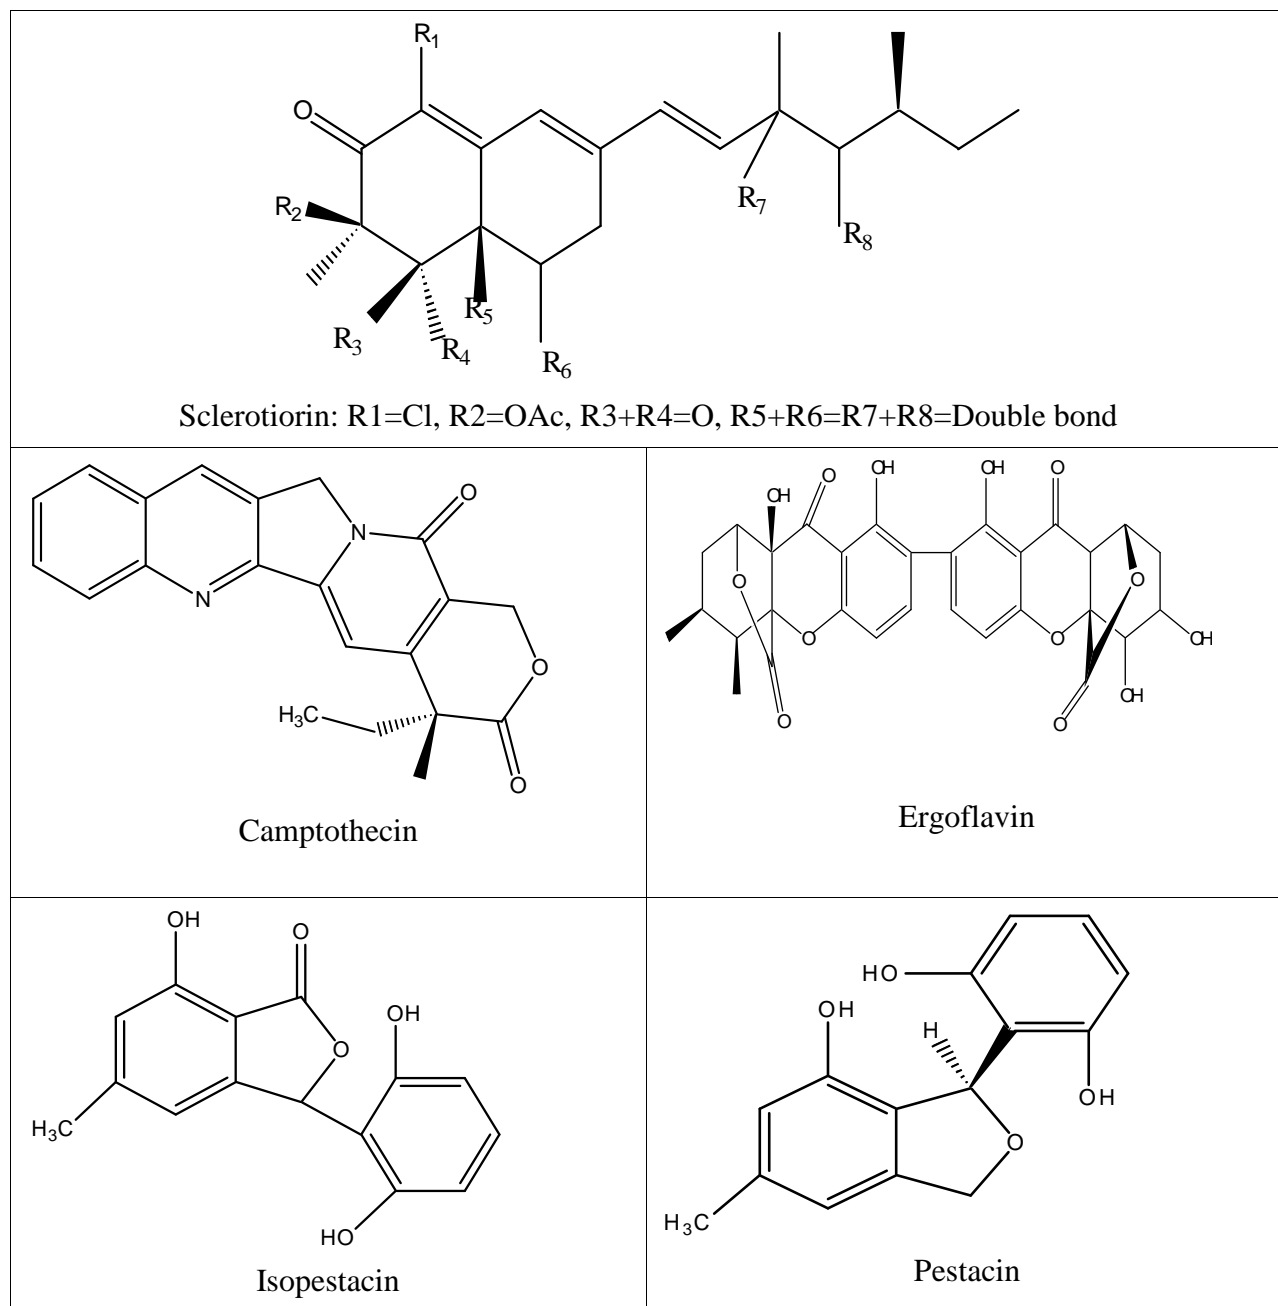 R1
O
R2
R3
R4
R5
R6
R7
R8
Sclerotiorin: R1=Cl, R2=OAc, R3+R4=O, R5+R6=R7+R8=Double bond
O
N
N
O
H3C
O
Camptothecin
OH
OH
O
OH
O
O
O
O
O
OH
OH
O
O
Ergoflavin
OH
O
OH
O
H3C
HO
Isopestacin
HO
OH
H
OH
O
H3C
Pestacin